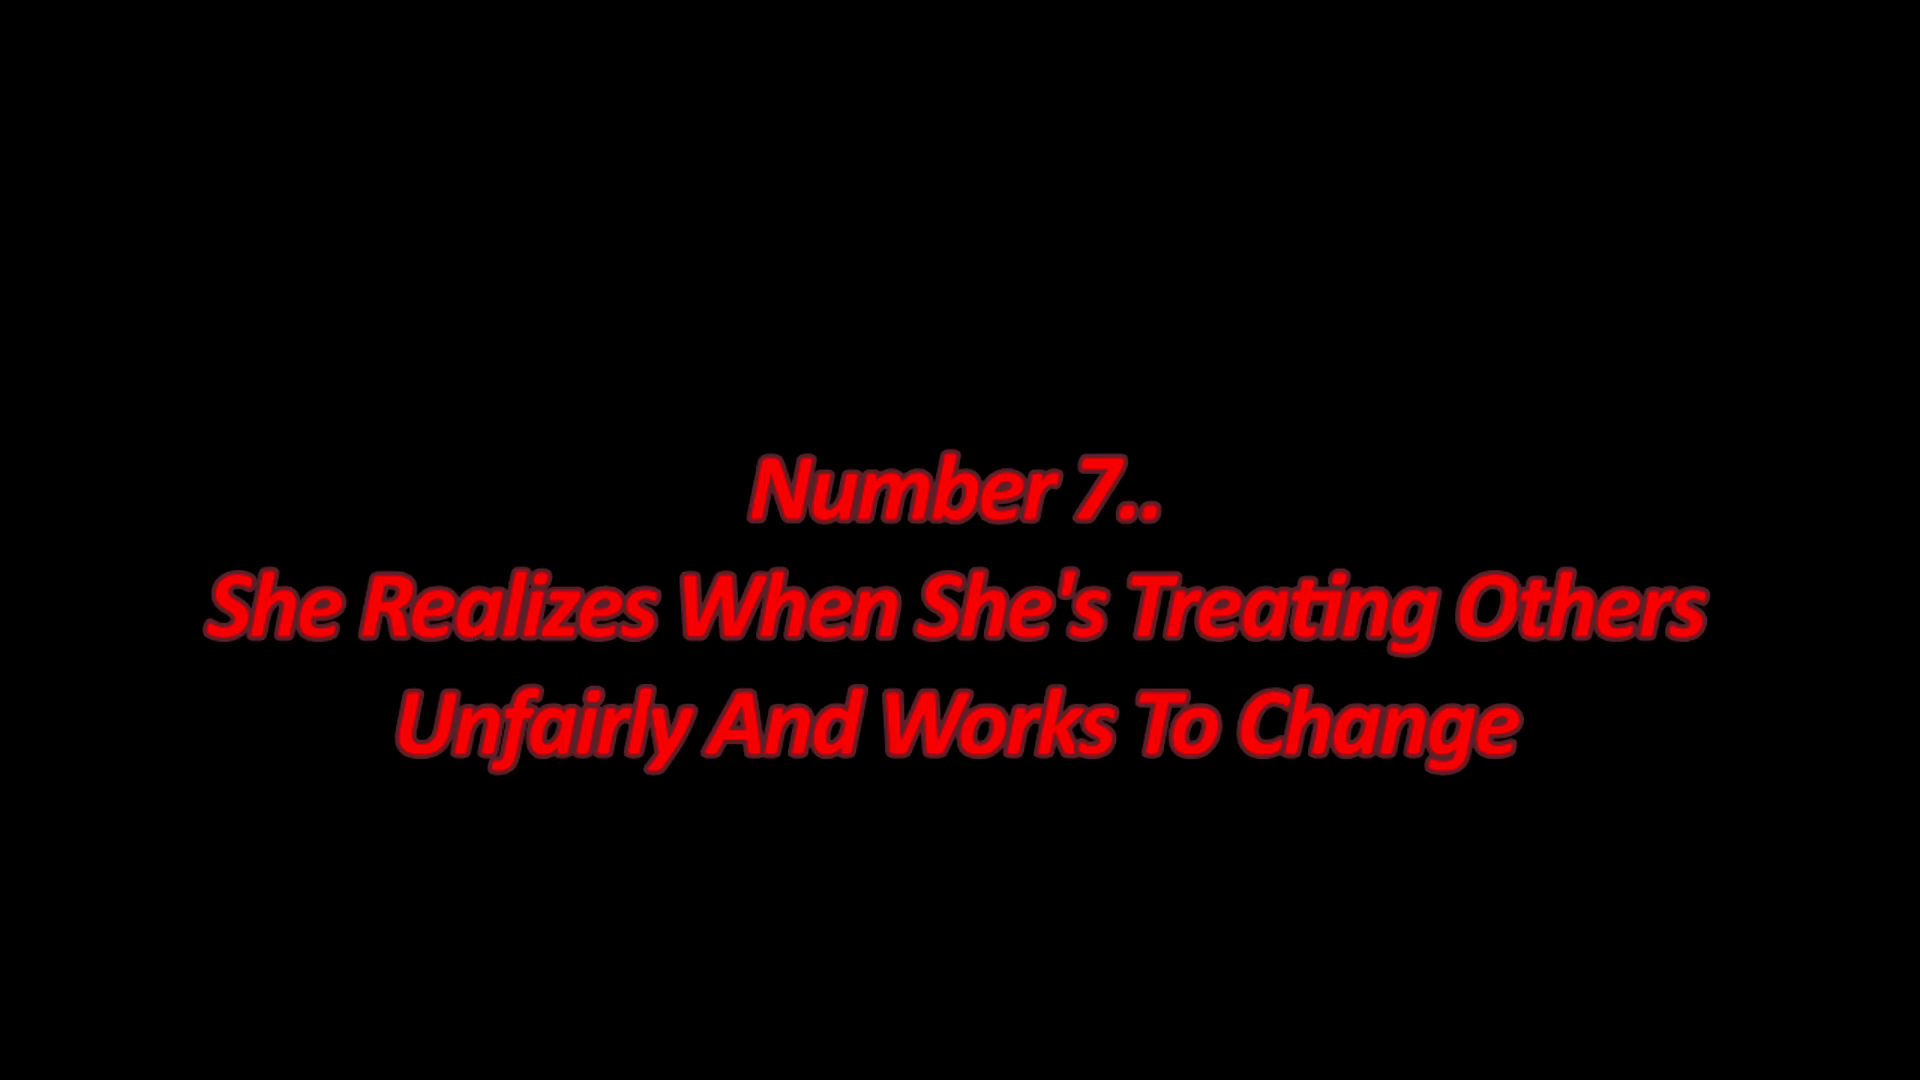 Number 7..
She Realizes When She's Treating Others
Unfairly And Works To Change